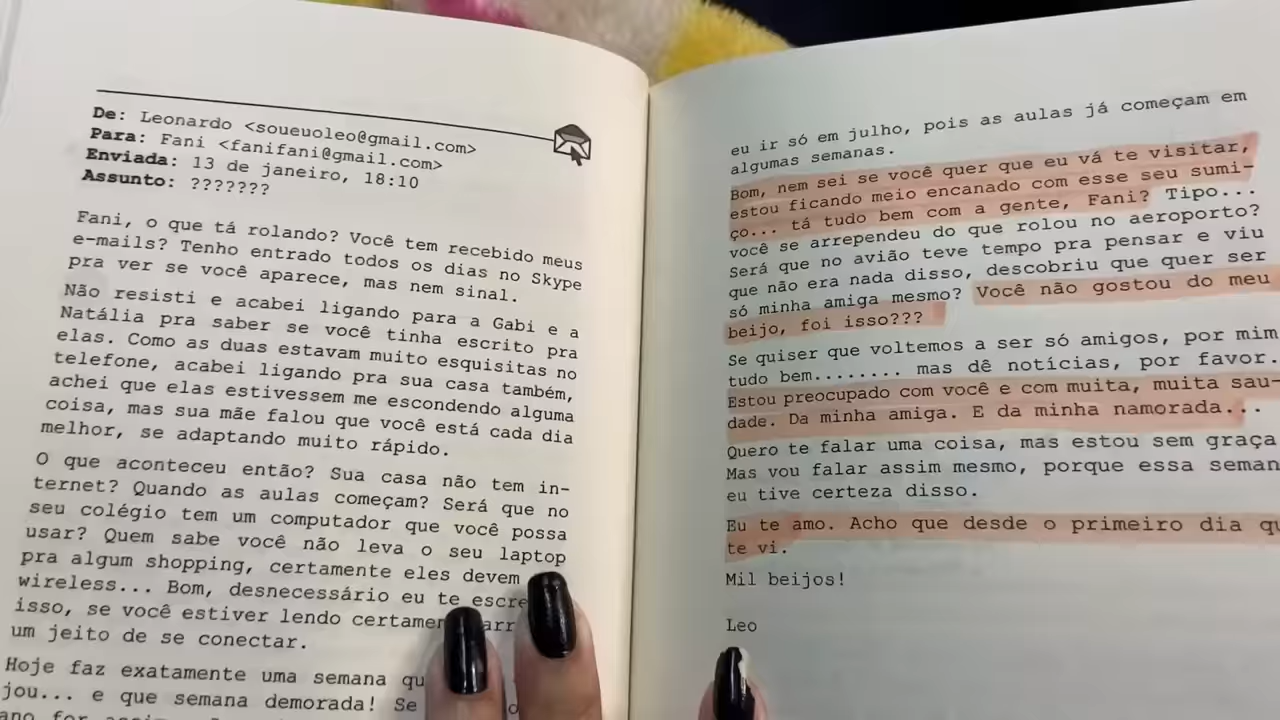 De: Leonardo <soueuoleo@gmail.com>
Para: Fani <fanifani@gmail.com>
Enviada: 13 de janeiro, 18:10
Assunto: ???????
Fani, o que tá rolando? Você tem recebido meus
e-mails? Tenho entrado todos os dias no Skype
pra ver se você aparece, mas nem sinal.
Não resisti e acabei ligando para a Gabi e a
Natália pra saber se você tinha escrito pra
elas. Como as duas estavam muito esquisitas no
telefone, acabei ligando pra sua casa também,
achei que elas estivessem me escondendo alguma
coisa, mas sua mãe falou que você está cada dia
melhor, se adaptando muito rápido.
O que aconteceu então? Sua casa não tem in-
ternet? Quando as aulas começam? Será que no
seu colégio tem um computador que você possa
usar? Quem sabe você não leva o seu laptop
pra algum shopping, certamente eles devem
wireless... Bom, desnecessário eu te escre
isso, se você estiver lendo certamen arr
um jeito de se conectar.
Hoje faz exatamente uma semana qu
jou... e que semana demorada! Se
eu ir só em julho, pois as aulas já começam em
algumas semanas.
Bom, nem sei se você quer que eu vá te visitar,
estou ficando meio encanado com esse seu sumi-
ço... tá tudo bem com a gente, Fani? Tipo...
você se arrependeu do que rolou no aeroporto?
Será que no avião teve tempo pra pensar e viu
que não era nada disso, descobriu que quer ser
só minha amiga mesmo? Você não gostou do meu
beijo, foi isso???
Se quiser que voltemos a ser só amigos, por mim
tudo bem........ mas dê notícias, por favor.
Estou preocupado com você e com muita, muita sau-
dade. Da minha amiga. E da minha namorada...
Quero te falar uma coisa, mas estou sem graça
Mas vou falar assim mesmo, porque essa seman
eu tive certeza disso.
Eu te amo. Acho que desde o primeiro dia qu
te vi.
Mil beijos!
Leo